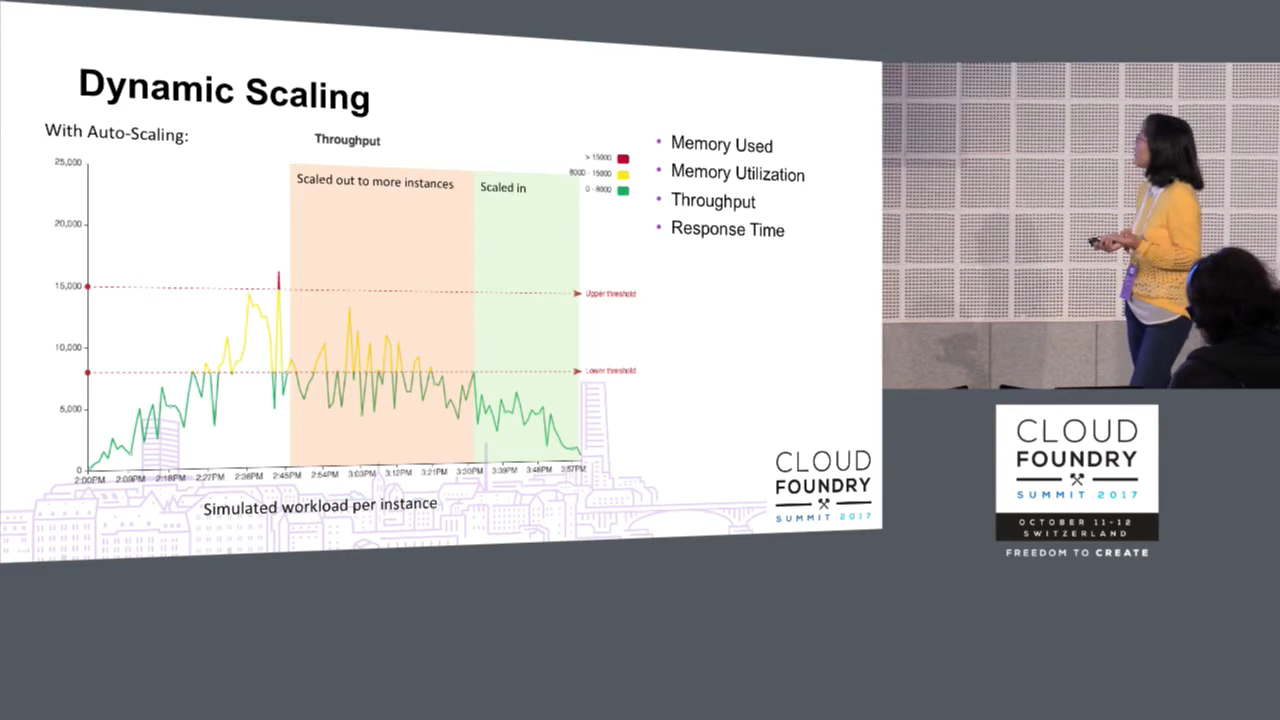 Dynamic Scaling
With Auto-Scaling:
Throughput
25,000
20,000
15,000
10,000
5,000
0
Scaled out to more instances
Scaled in
> 15000
8000 - 15000
0 - 8000
Upper threshold
Lower threshold
2:00PM 2:09PM 2:18PM 2:27PM 2:36PM 2:45PM 2:54PM 3:03PM 3:12PM 3:21PM 3:30PM 3:39PM 3:48PM 3:57PM
Simulated workload per instance
• Memory Used
• Memory Utilization
• Throughput
• Response Time
CLOUD
FOUNDRY
SUMMIT 2017
CLOUD
FOUNDRY
SUMMIT 2017
OCTOBER 11-12
SWITZERLAND
FREEDOM TO CREATE